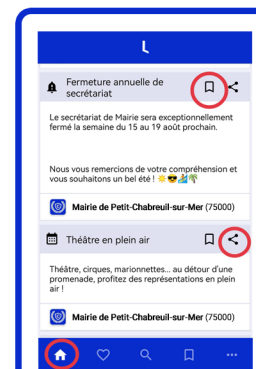 Fermeture annuelle de
secrétariat
Le secrétariat de Mairie sera exceptionnellement
fermé la semaine du 15 au 19 août prochain.
Nous vous remercions de votre compréhension et
vous souhaitons un bel été ! ☀️😎🏄🌴
Mairie de Petit-Chabreuil-sur-Mer (75000)
Théâtre en plein air
Théâtre, cirques, marionnettes... au détour d'une
promenade, profitez des représentations en plein
air !
Mairie de Petit-Chabreuil-sur-Mer (75000)